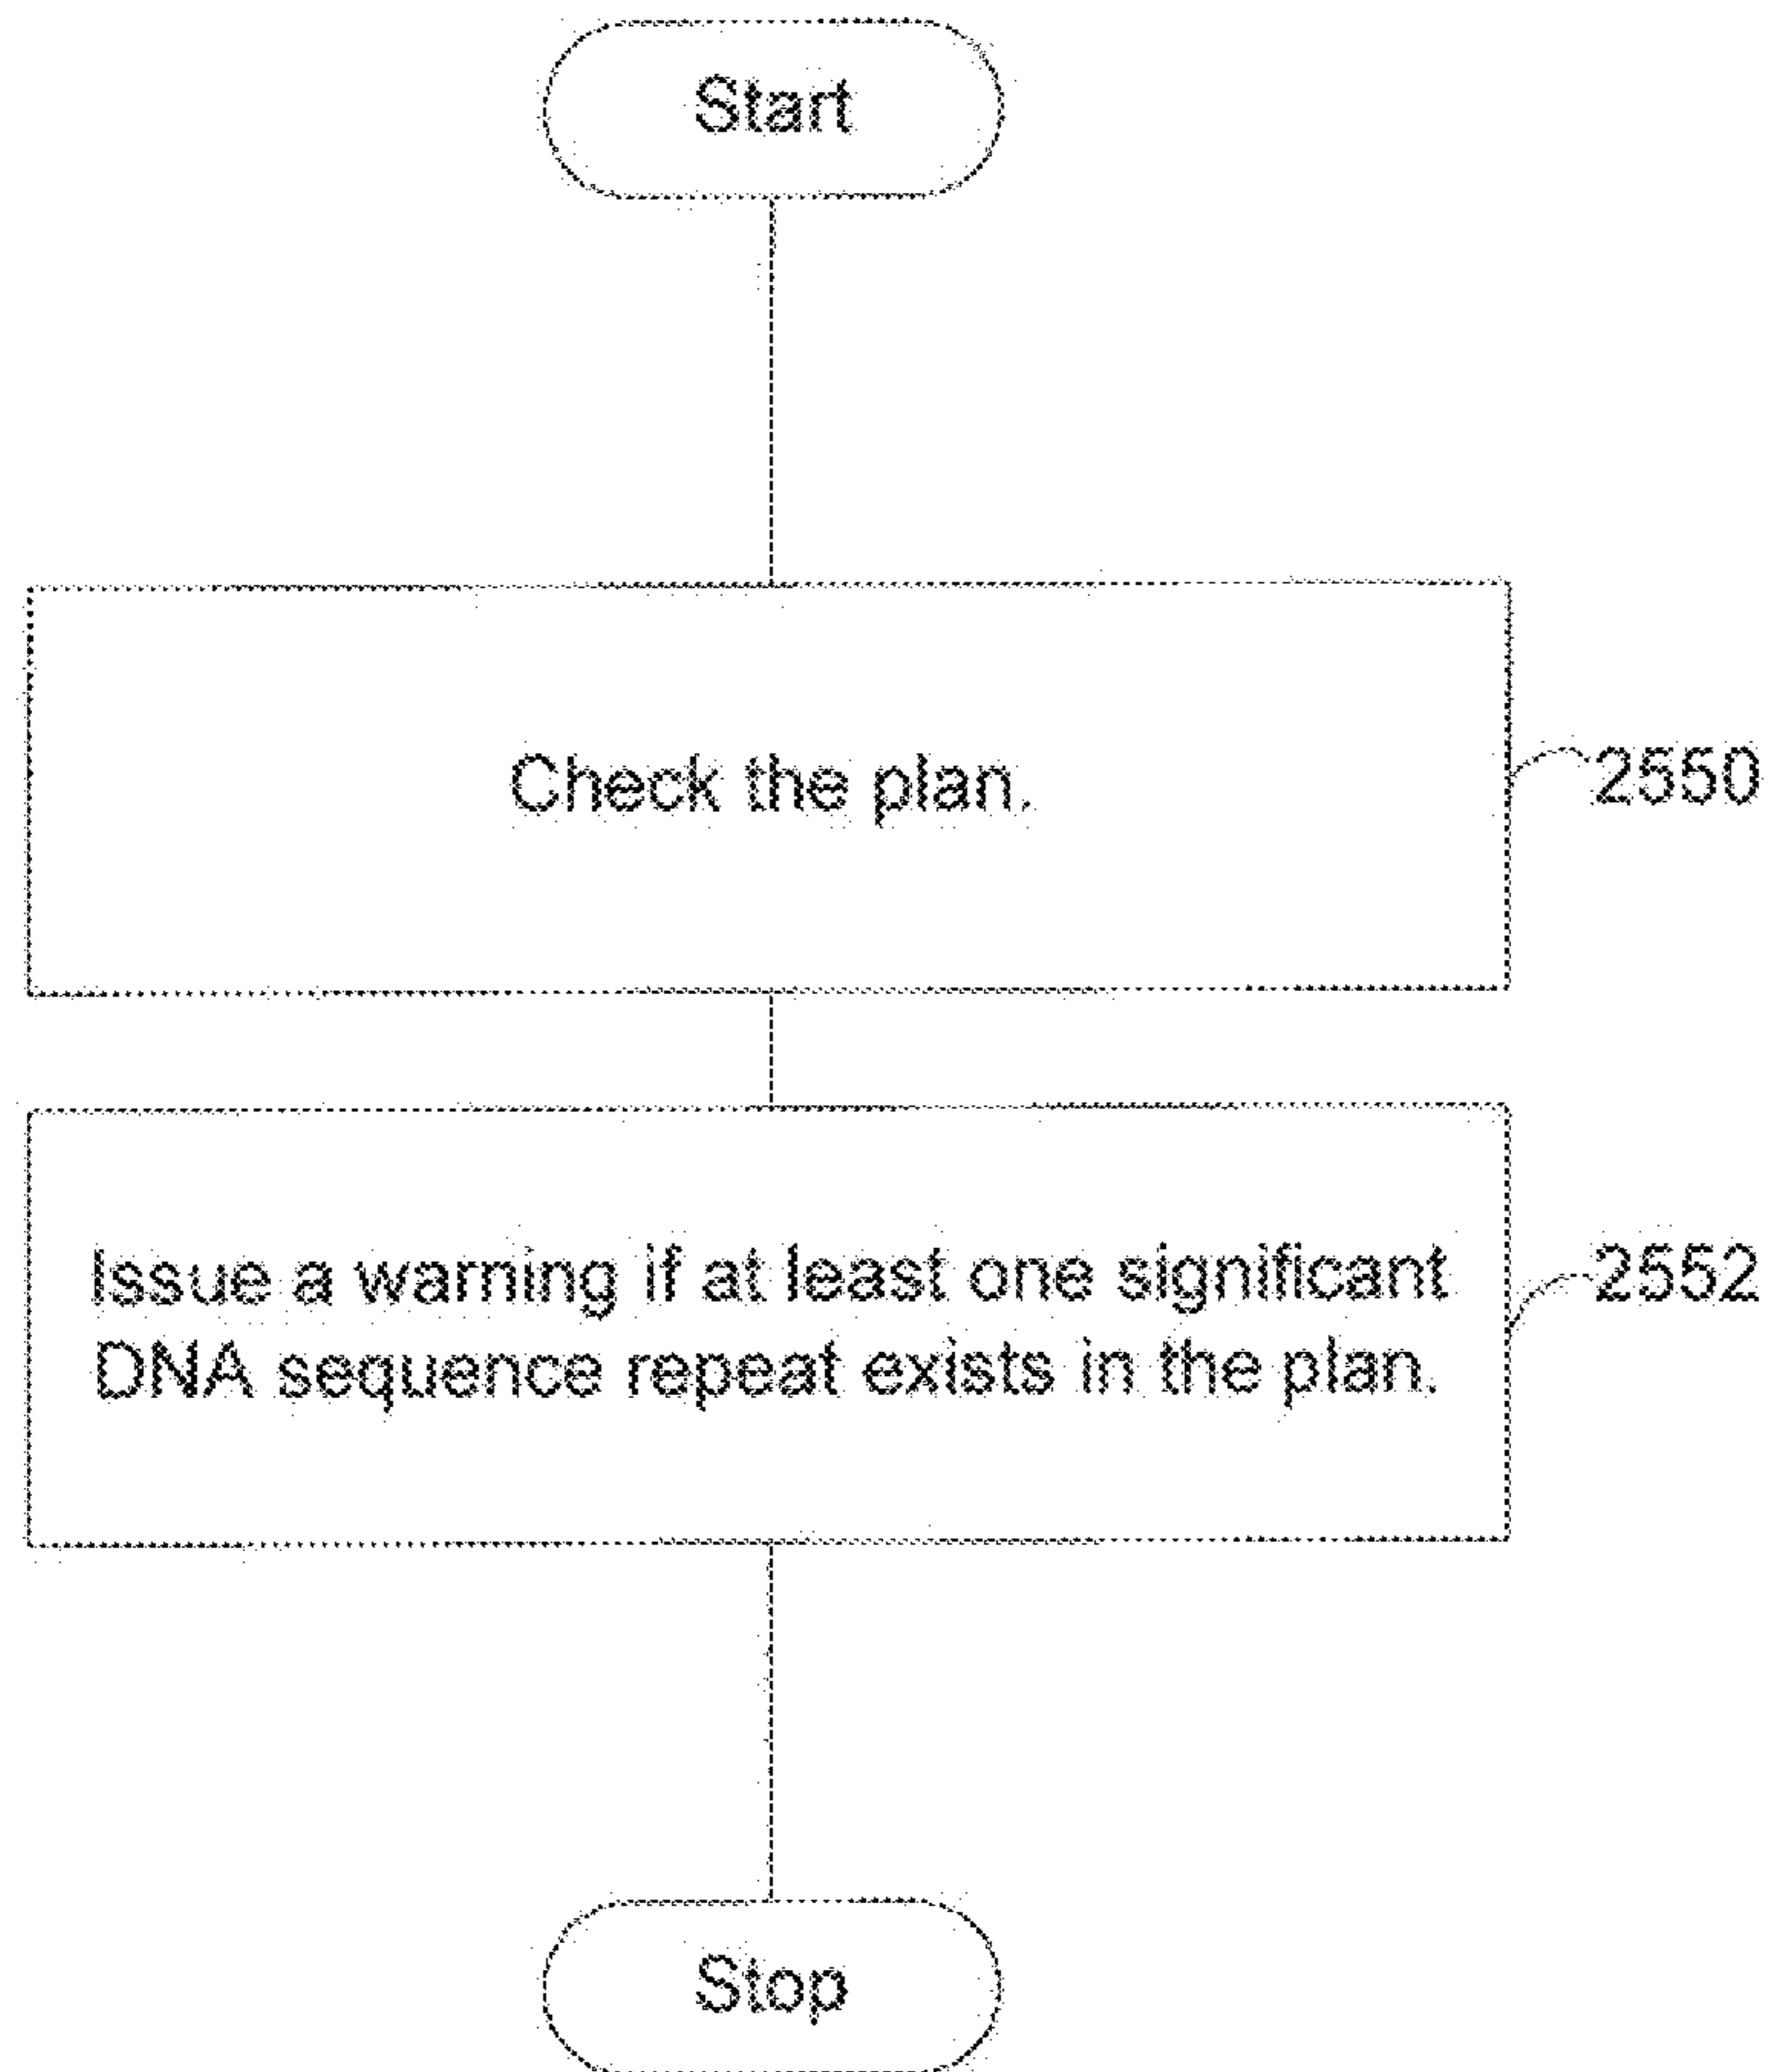 Start
Check the plan.
2550
Issue a warning if at least one significant
DNA sequence repeat exists in the plan.
2552
Stop